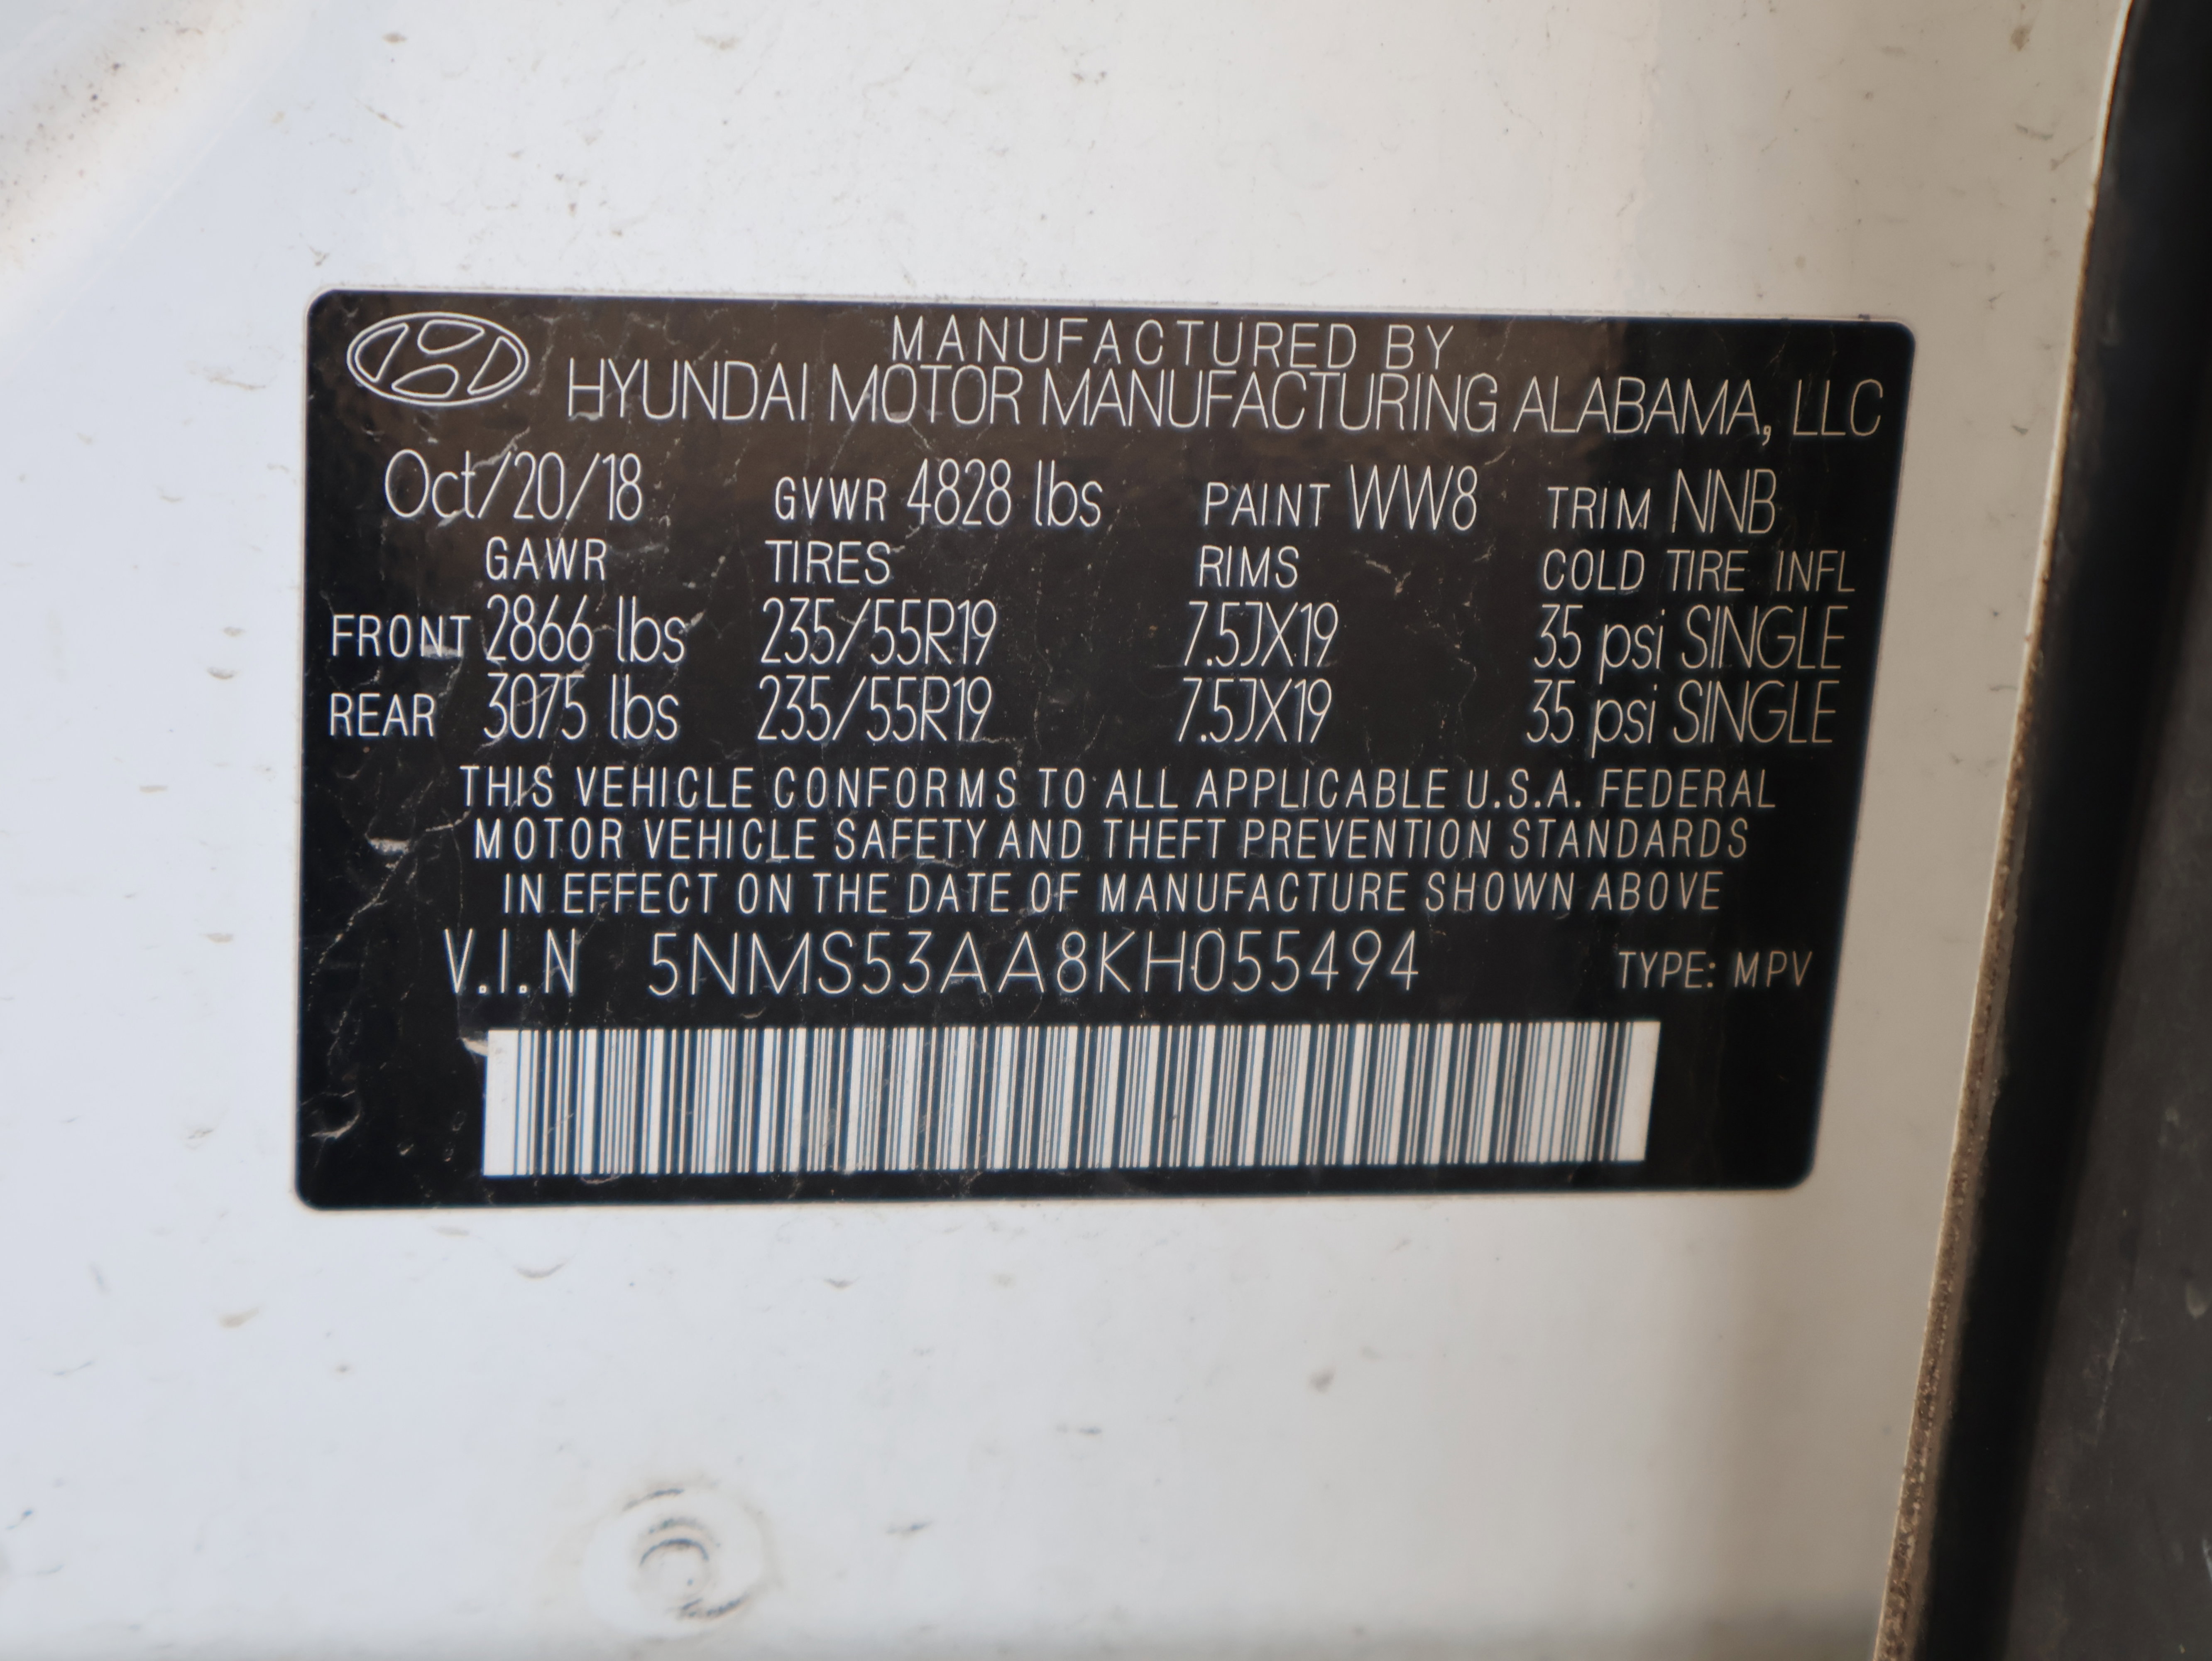 MANUFACTURED BY
HYUNDAI MOTOR MANUFACTURING ALABAMA, LLC
Oct/20/18 GVWR 4828 lbs PAINT WW8 TRIM NNB
GAWR TIRES RIMS COLD TIRE INFL
FRONT 2866 lbs 235/55R19 7.5JX19 35 psi SINGLE
REAR 3075 lbs 235/55R19 7.5JX19 35 psi SINGLE
THIS VEHICLE CONFORMS TO ALL APPLICABLE U.S.A. FEDERAL
MOTOR VEHICLE SAFETY AND THEFT PREVENTION STANDARDS
IN EFFECT ON THE DATE OF MANUFACTURE SHOWN ABOVE
V.I.N 5NMS53AA8KH055494 TYPE: MPV